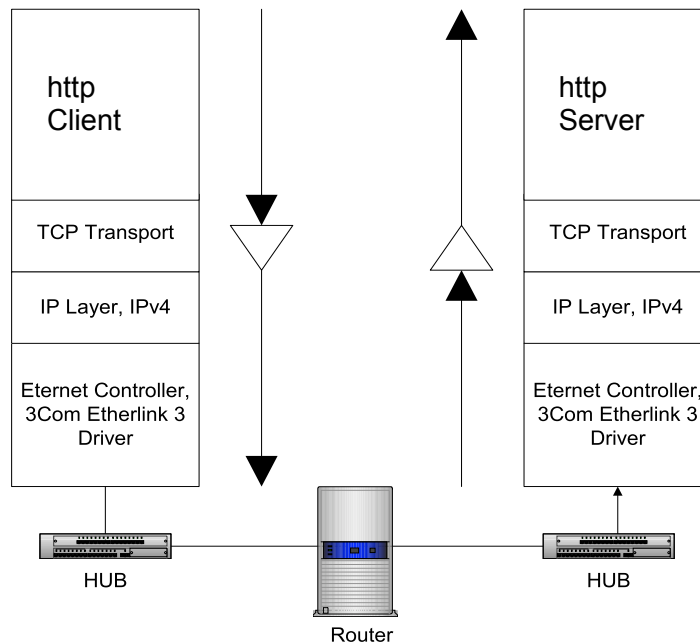 http
Client
TCP Transport
IP Layer, IPv4
Eternet Controller,
3Com Etherlink 3
Driver
HUB
Router
http
Server
TCP Transport
IP Layer, IPv4
Eternet Controller,
3Com Etherlink 3
Driver
HUB